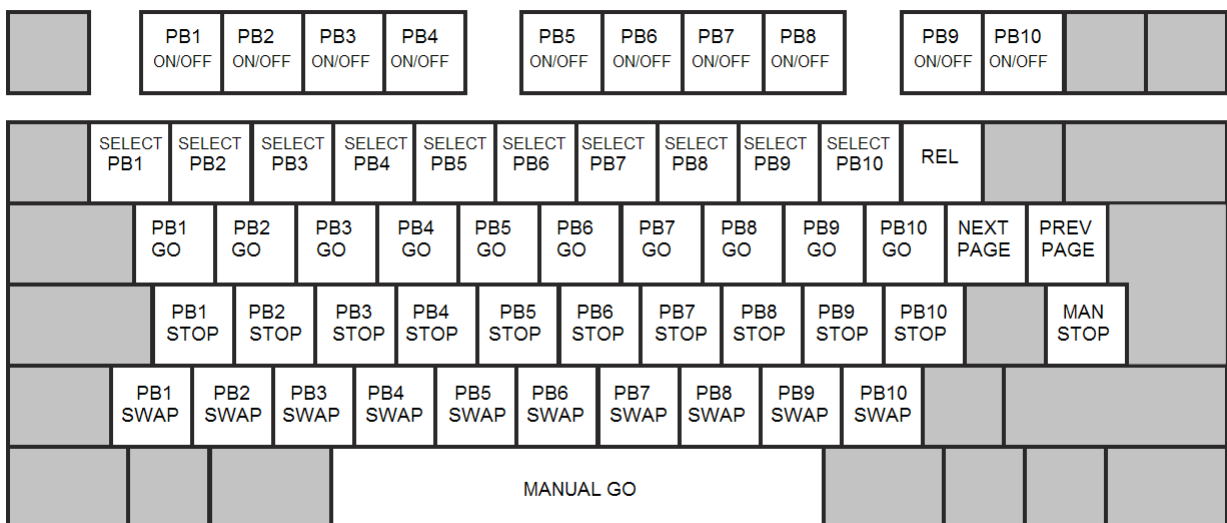 PB1 PB2 PB3 PB4 PB5 PB6 PB7 PB8 PB9 PB10
ON/OFF ON/OFF ON/OFF ON/OFF ON/OFF ON/OFF ON/OFF ON/OFF ON/OFF ON/OFF
SELECT SELECT SELECT SELECT SELECT SELECT SELECT SELECT SELECT SELECT REL
PB1 PB2 PB3 PB4 PB5 PB6 PB7 PB8 PB9 PB10
PB1 PB2 PB3 PB4 PB5 PB6 PB7 PB8 PB9 PB10 NEXT PREV
GO GO GO GO GO GO GO GO GO GO PAGE PAGE
PB1 PB2 PB3 PB4 PB5 PB6 PB7 PB8 PB9 PB10 MAN
STOP STOP STOP STOP STOP STOP STOP STOP STOP STOP STOP
PB1 PB2 PB3 PB4 PB5 PB6 PB7 PB8 PB9 PB10
SWAP SWAP SWAP SWAP SWAP SWAP SWAP SWAP SWAP SWAP
MANUAL GO